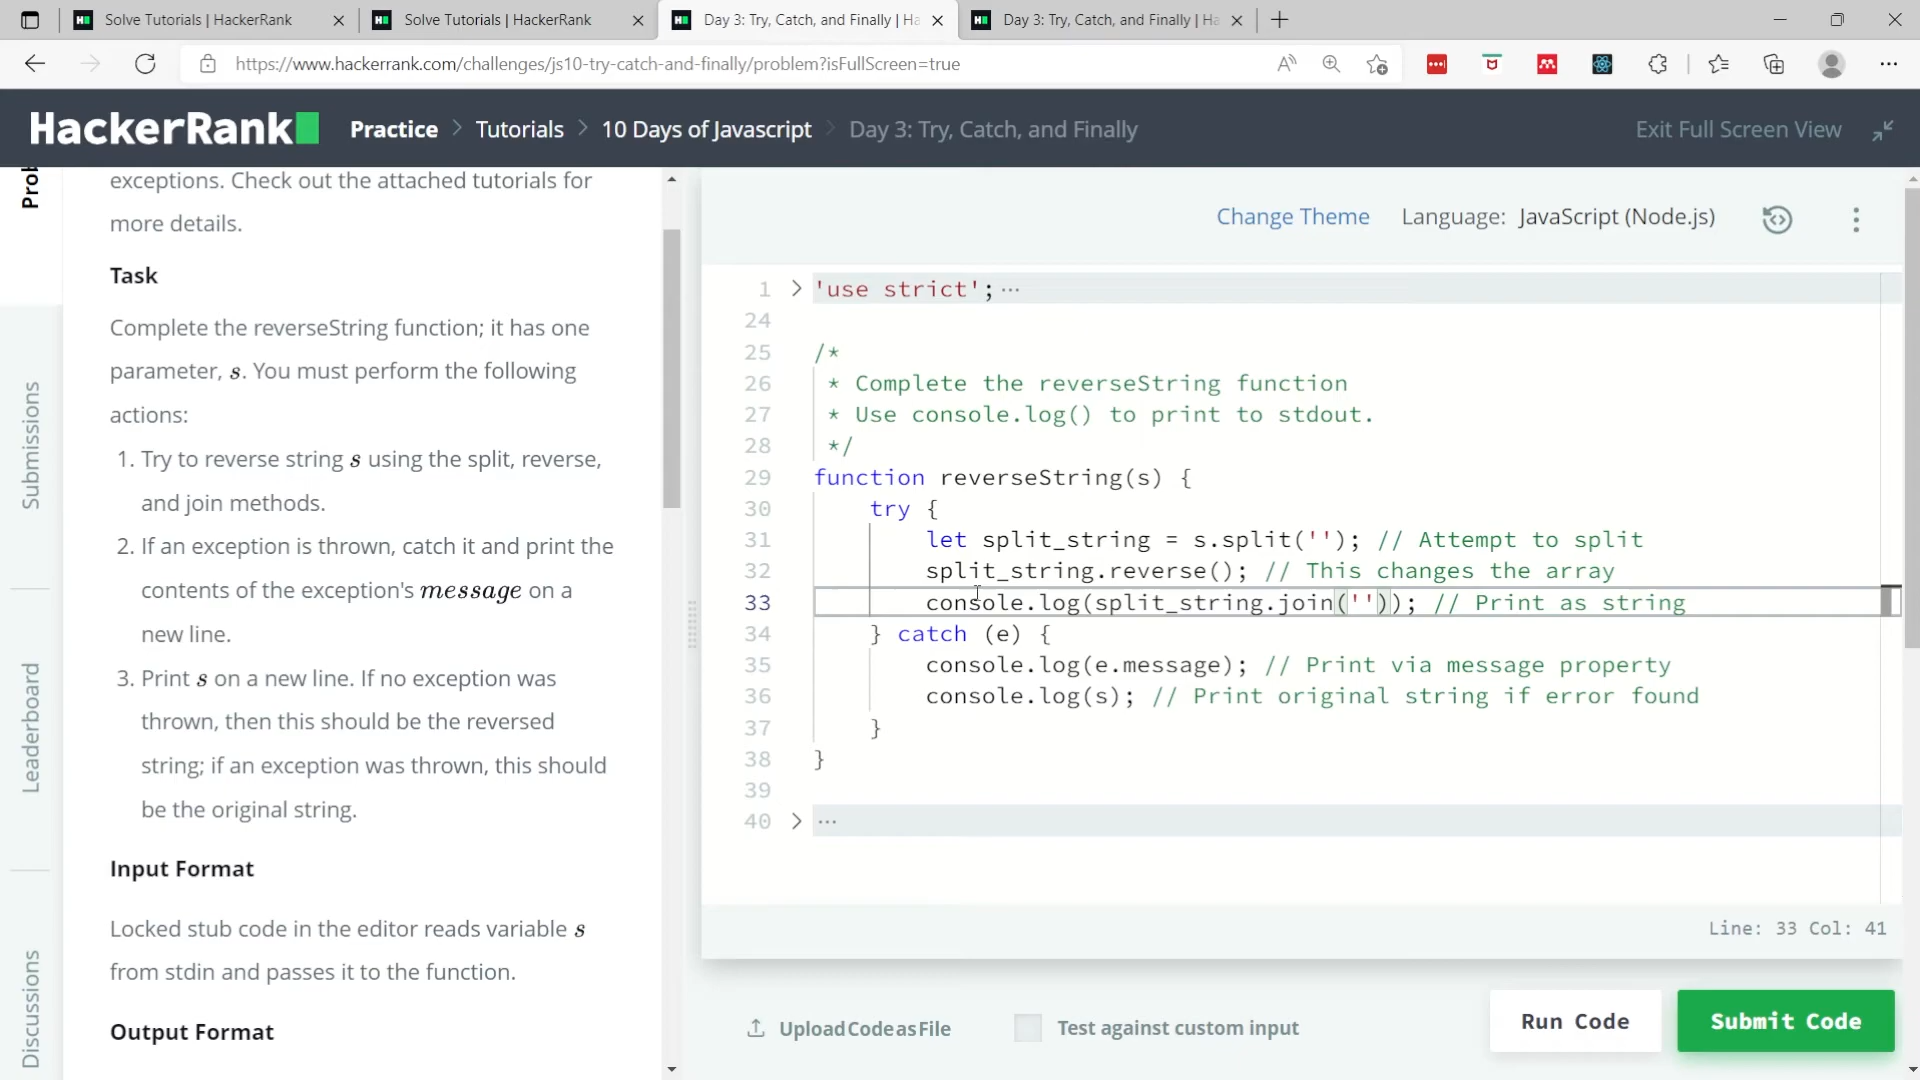 Solve Tutorials | HackerRank
Solve Tutorials | HackerRank
Day 3: Try, Catch, and Finally | Ha
Day 3: Try, Catch, and Finally | Ha
https://www.hackerrank.com/challenges/js10-try-catch-and-finally/problem?isFullScreen=true
HackerRank
Practice > Tutorials > 10 Days of Javascript > Day 3: Try, Catch, and Finally
Exit Full Screen View
Prob
Submissions
Leaderboard
Discussions
exceptions. Check out the attached tutorials for
more details.
Task
Complete the reverseString function; it has one
parameter, s. You must perform the following
actions:
1. Try to reverse string s using the split, reverse,
and join methods.
2. If an exception is thrown, catch it and print the
contents of the exception's message on a
new line.
3. Print s on a new line. If no exception was
thrown, then this should be the reversed
string; if an exception was thrown, this should
be the original string.
Input Format
Locked stub code in the editor reads variable s
from stdin and passes it to the function.
Output Format
Change Theme Language: JavaScript (Node.js)
1 > 'use strict'; ···
24
25 /*
26 * Complete the reverseString function
27 * Use console.log() to print to stdout.
28 */
29 function reverseString(s) {
30 try {
31 let split_string = s.split(''); // Attempt to split
32 split_string.reverse(); // This changes the array
33 console.log(split_string.join('')); // Print as string
34 } catch (e) {
35 console.log(e.message); // Print via message property
36 console.log(s); // Print original string if error found
37 }
38 }
39
40 > ···
Line: 33 Col: 41
Upload Code as File
Test against custom input
Run Code
Submit Code